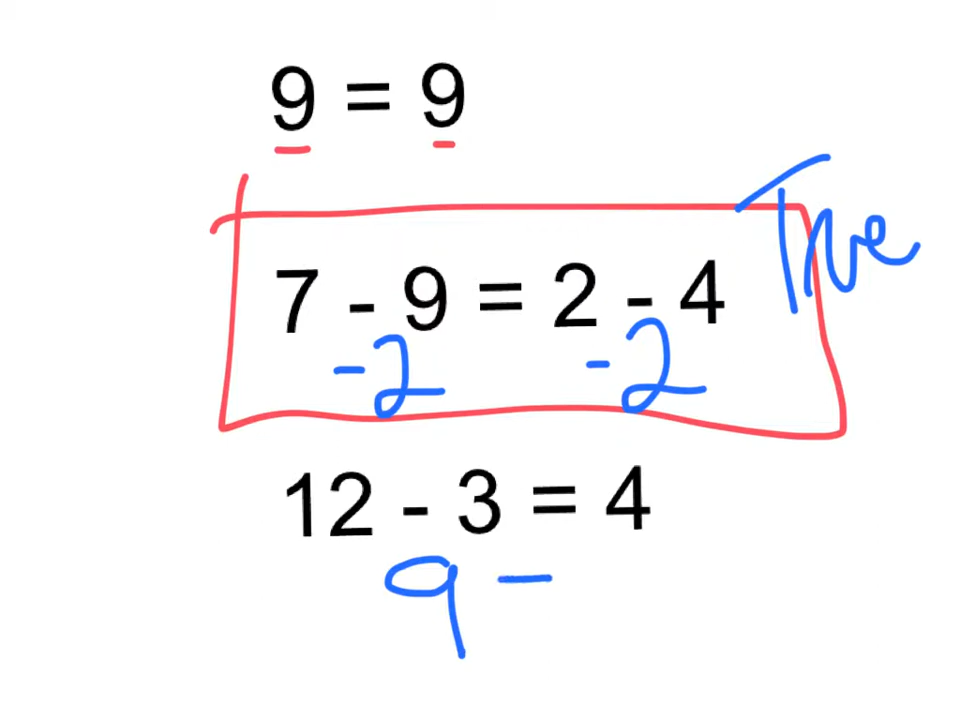 9 = 9
True
7 - 9 = 2 - 4
-2 -2
12 - 3 = 4
9 -